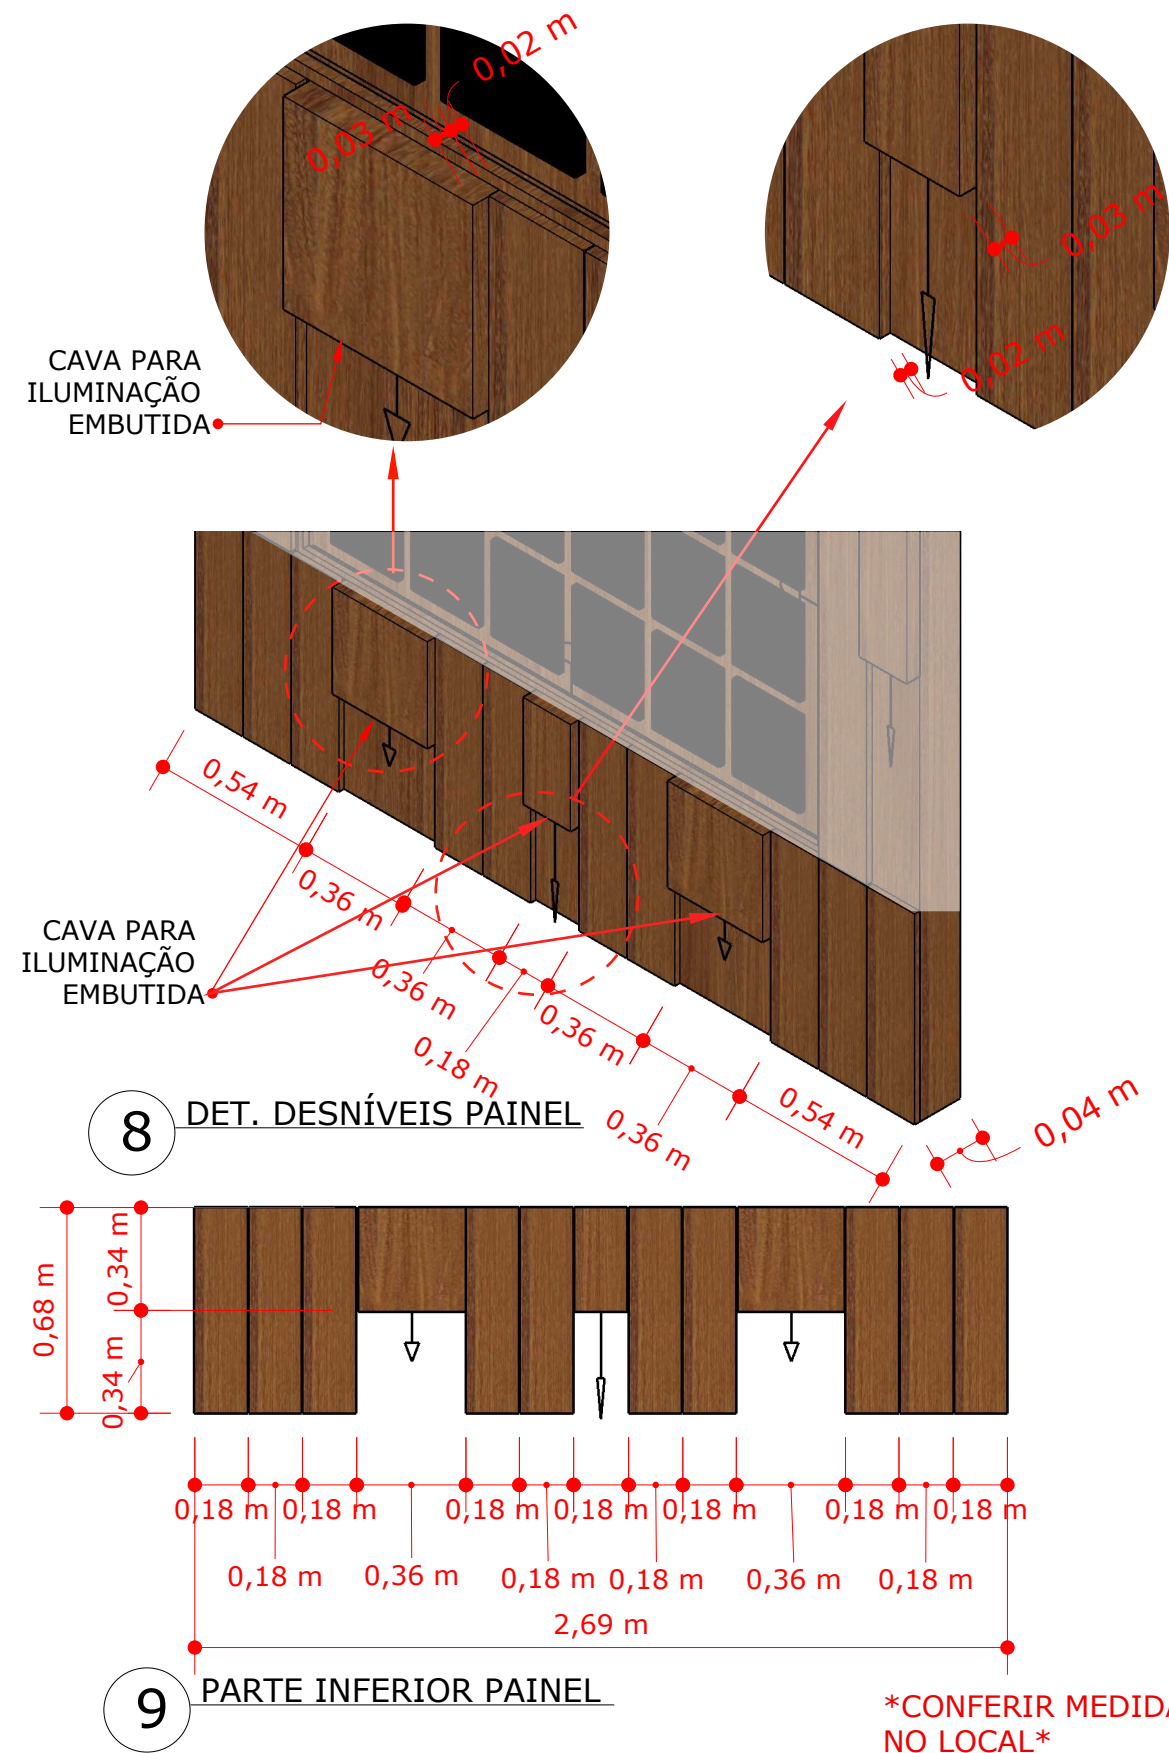 0,02 m
0,03 m
0,03 m
0,02 m
CAVA PARA
ILUMINAÇÃO
EMBUTIDA
0,54 m
0,36 m
0,36 m
0,18 m
0,36 m
0,36 m
0,54 m
0,04 m
CAVA PARA
ILUMINAÇÃO
EMBUTIDA
8 DET. DESNÍVEIS PAINEL
0,68 m
0,34 m
0,34 m
0,18 m 0,18 m 0,18 m 0,18 m 0,18 m 0,18 m 0,18 m
0,18 m 0,36 m 0,18 m 0,18 m 0,36 m 0,18 m
2,69 m
9 PARTE INFERIOR PAINEL
*CONFERIR MEDIDA
NO LOCAL*